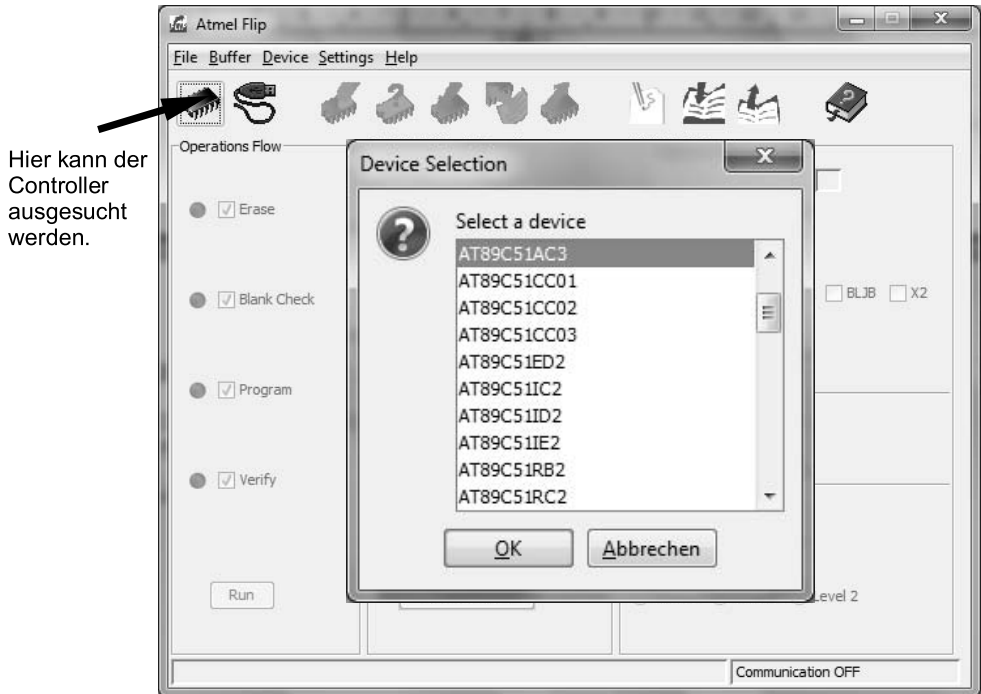 Atmel Flip
File Buffer Device Settings Help
Hier kann der
Controller
ausgesucht
werden.
Operations Flow
Erase
Blank Check
Program
Verify
Run
Device Selection
Select a device
AT89C51AC3
AT89C51CC01
AT89C51CC02
AT89C51CC03
AT89C51ED2
AT89C51IC2
AT89C51ID2
AT89C51IE2
AT89C51RB2
AT89C51RC2
OK Abbrechen
BLJB X2
Level 2
Communication OFF